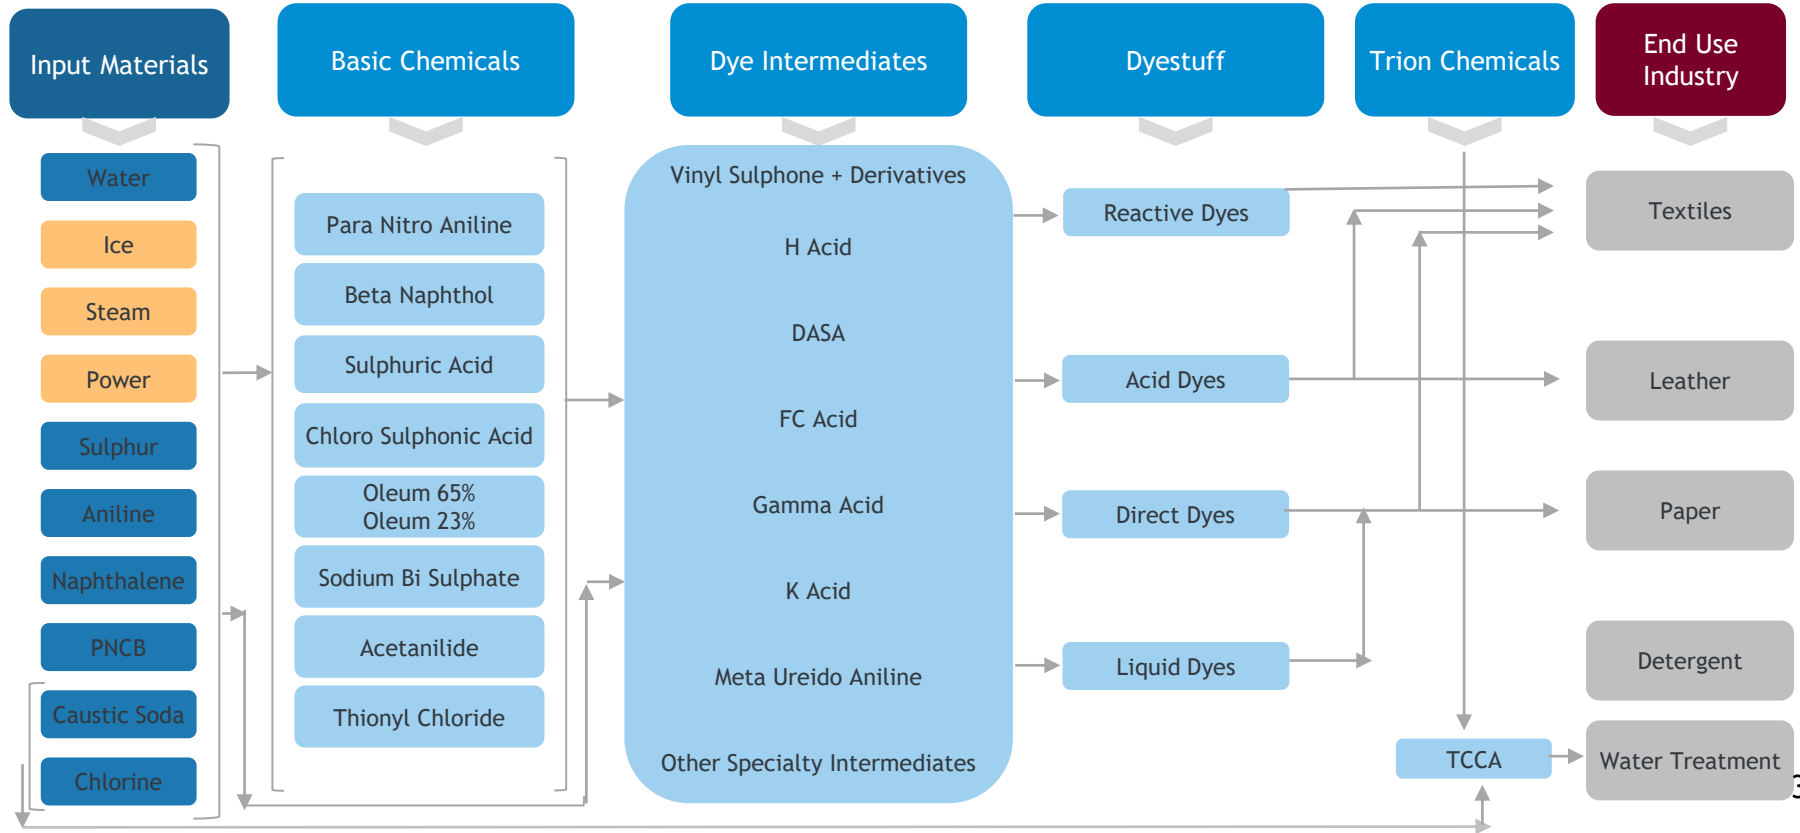 Input Materials
Basic Chemicals
Dye Intermediates
Dyestuff
Trion Chemicals
End Use
Industry
Water
Ice
Steam
Power
Sulphur
Aniline
Naphthalene
PNCB
Caustic Soda
Chlorine
Para Nitro Aniline
Beta Naphthol
Sulphuric Acid
Chloro Sulphonic Acid
Oleum 65%
Oleum 23%
Sodium Bi Sulphate
Acetanilide
Thionyl Chloride
Vinyl Sulphone + Derivatives
H Acid
DASA
FC Acid
Gamma Acid
K Acid
Meta Ureido Aniline
Other Specialty Intermediates
Reactive Dyes
Acid Dyes
Direct Dyes
Liquid Dyes
TCCA
Textiles
Leather
Paper
Detergent
Water Treatment
3